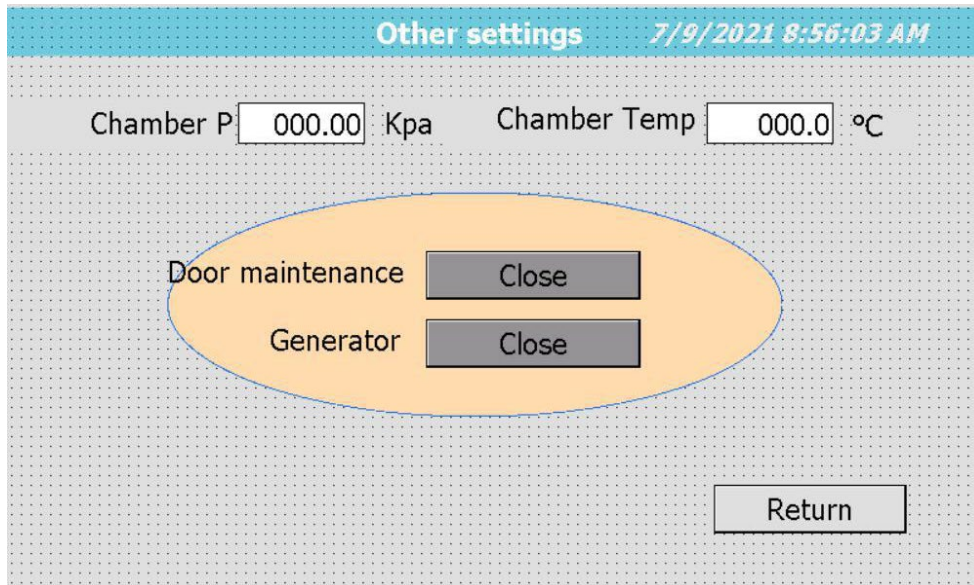 Other settings 7/9/2021 8:56:03 AM
Chamber P 000.00 Kpa Chamber Temp 000.0 °C
Door maintenance Close
Generator Close
Return